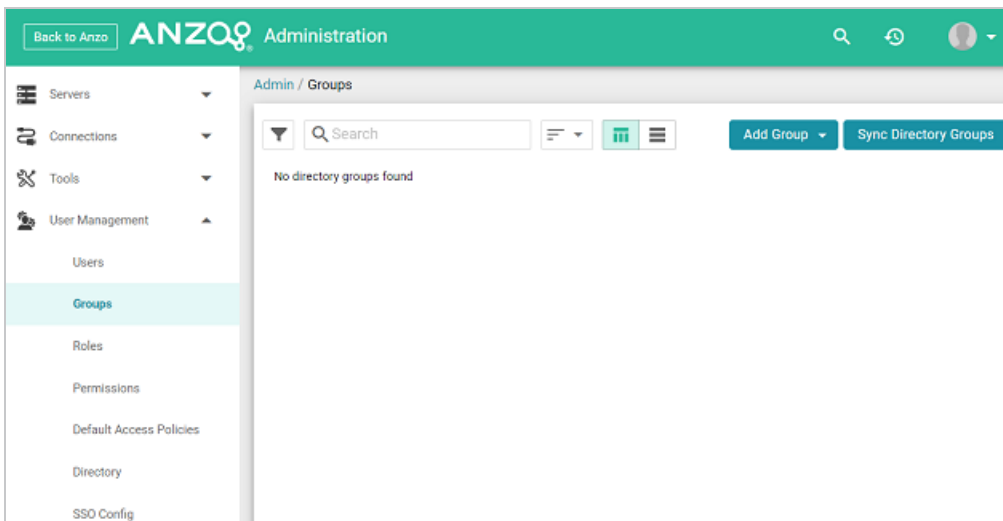 Back to Anzo
ANZO® Administration
Servers
Connections
Tools
User Management
Users
Groups
Roles
Permissions
Default Access Policies
Directory
SSO Config
Admin / Groups
Search
Add Group
Sync Directory Groups
No directory groups found